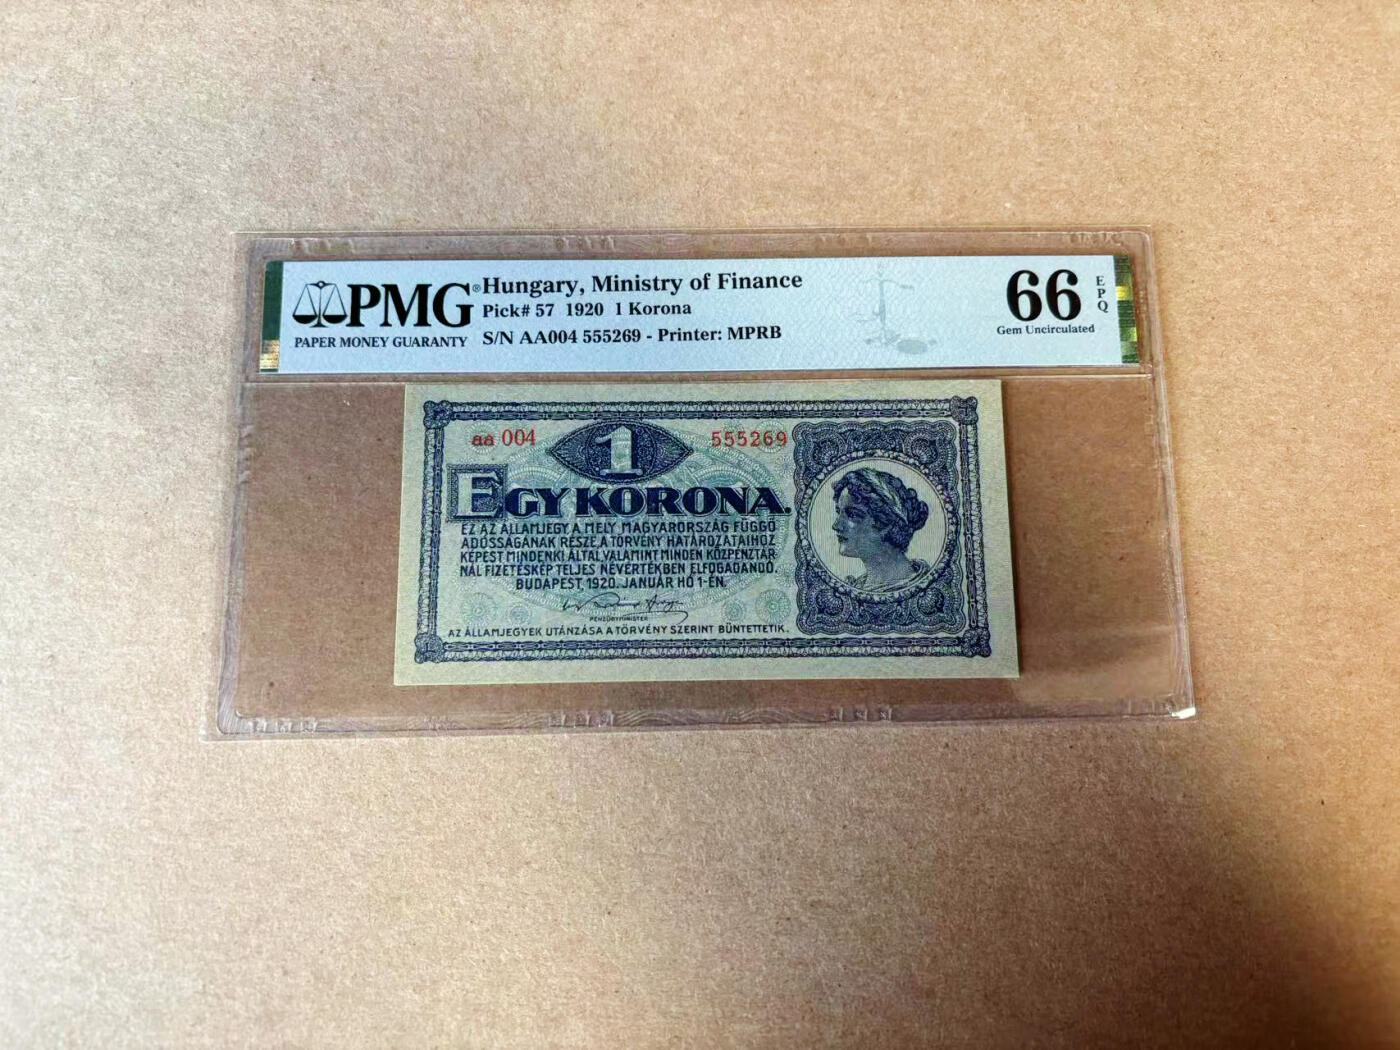 PMG®
PAPER MONEY GUARANTY
Hungary, Ministry of Finance
Pick# 57 1920 1 Korona
S/N AA004 555269 - Printer: MPRB
66
EPQ
Gem Uncirculated
aa 004
1
555269
EGY KORONA.
EZ AZ ÁLLAMJEGY A MELY MAGYARORSZÁG FÜGGŐ
ADÓSSÁGÁNAK RÉSZE, A TÖRVÉNY HATÁROZATAIHOZ
KÉPEST MINDENKI ÁLTAL VALAMINT MINDEN KÖZPÉNZTÁR-
NÁL FIZETÉSKÉP TELJES NÉVÉRTÉKBEN ELFOGADANDÓ.
BUDAPEST, 1920. JANUÁR HÓ 1-ÉN.
PÉNZÜGYMINISTER
AZ ÁLLAMJEGYEK UTÁNZÁSA A TÖRVÉNY SZERINT BÜNTETTETIK.